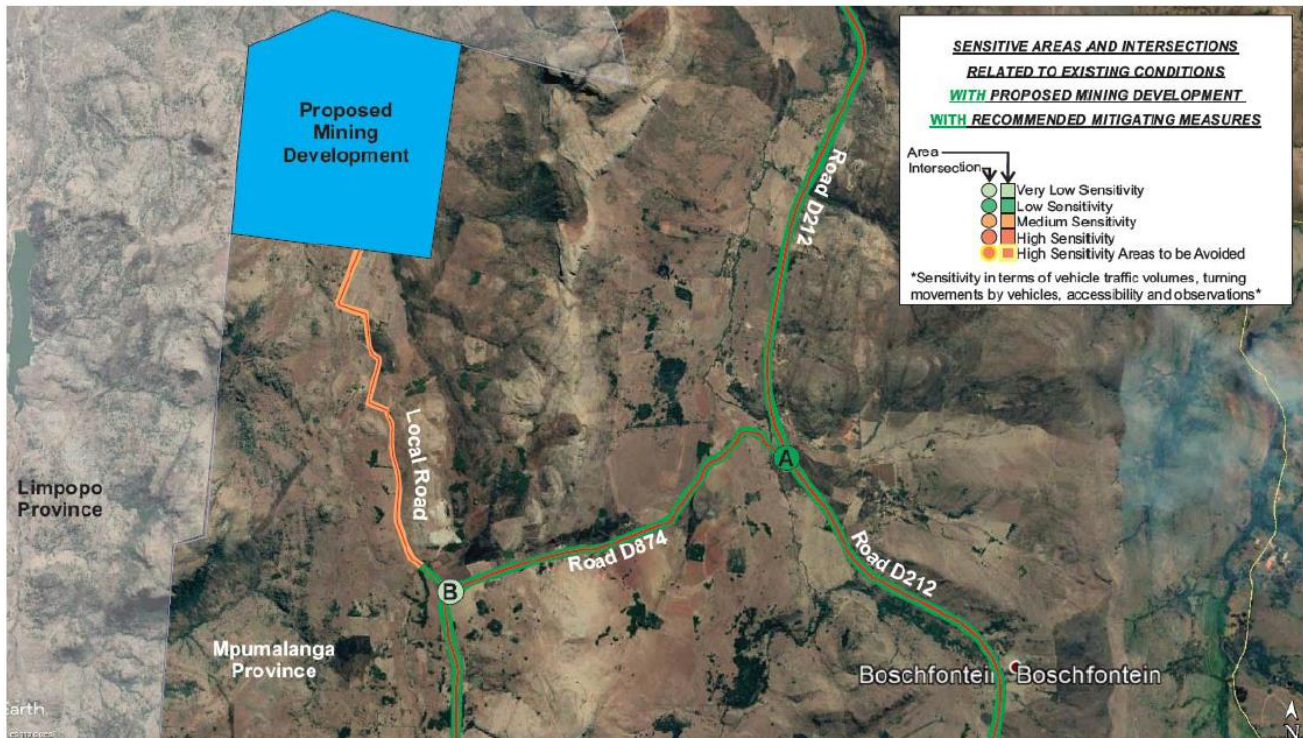 SENSITIVE AREAS AND INTERSECTIONS
RELATED TO EXISTING CONDITIONS
WITH PROPOSED MINING DEVELOPMENT
WITH RECOMMENDED MITIGATING MEASURES
Area
Intersection
Very Low Sensitivity
Low Sensitivity
Medium Sensitivity
High Sensitivity
High Sensitivity Areas to be Avoided
*Sensitivity in terms of vehicle traffic volumes, turning
movements by vehicles, accessibility and observations*
Proposed
Mining
Development
Road D212
A
Local Road
Limpopo
Province
Road D874
Road D212
B
Mpumalanga
Province
Boschfontein
Boschfontein
Earth
N